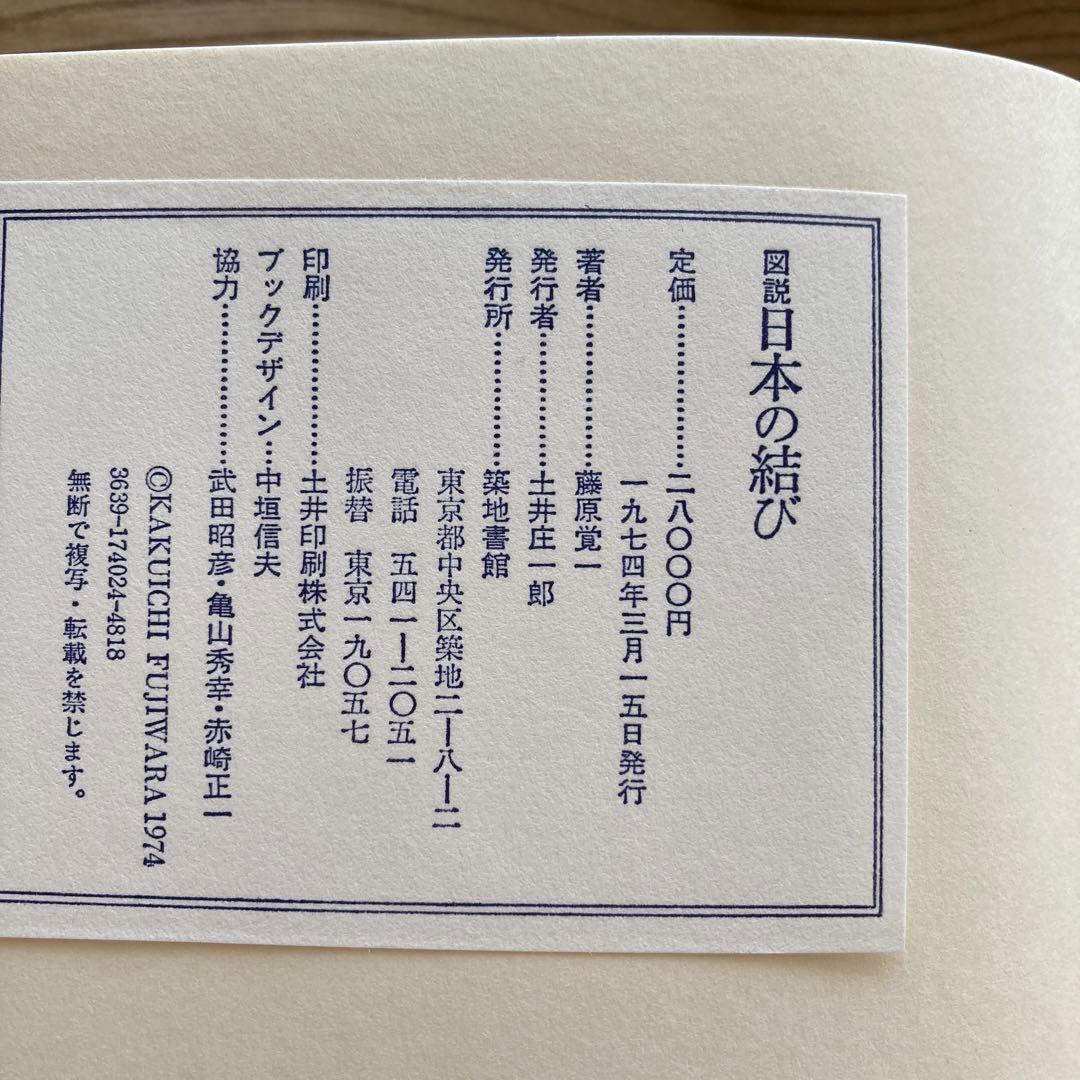 図説日本の結び
定価……………二八〇〇〇円
一九七四年三月一五日発行
著者……………藤原覚一
発行者……………土井庄一郎
発行所……………築地書館
東京都中央区築地二ー八ー二
電話 五四一ー二〇五一
振替 東京一九〇五七
印刷……………土井印刷株式会社
ブックデザイン…中垣信夫
協力……………武田昭彦・亀山秀幸・赤崎正一
©KAKUICHI FUJIWARA 1974
3639-174024-4818
無断で複写・転載を禁じます。